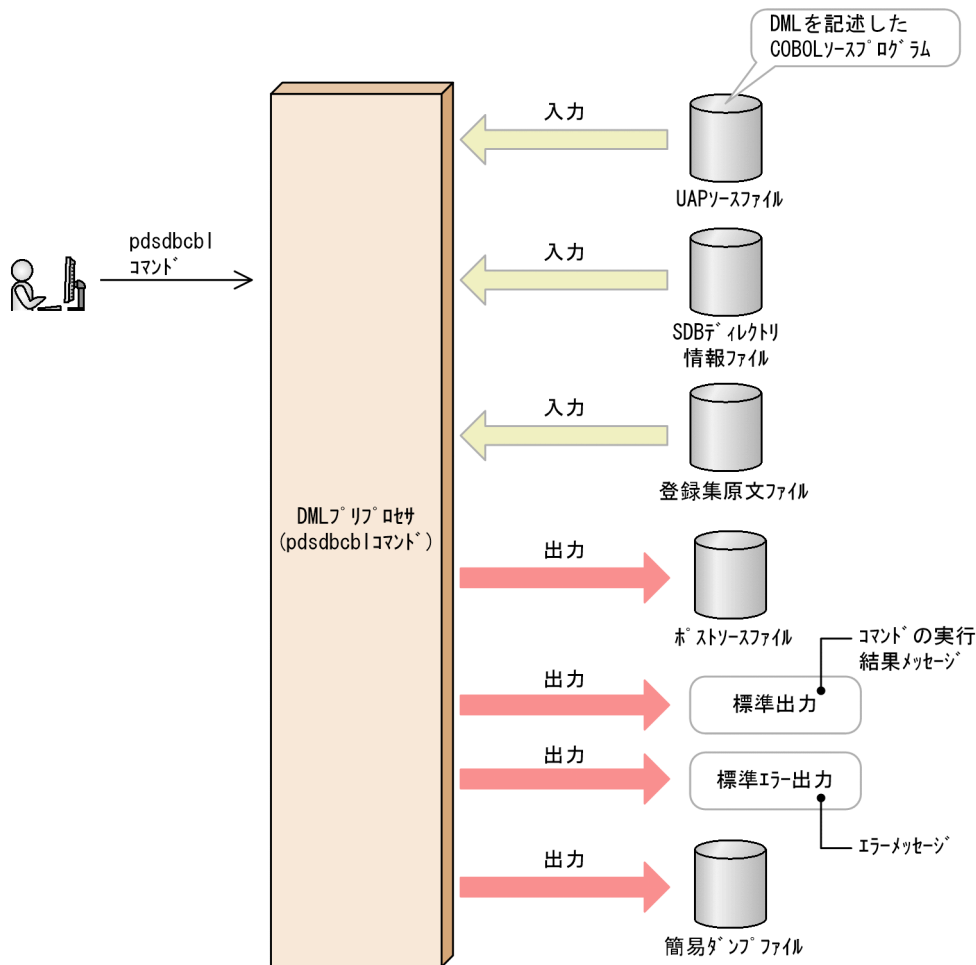 DMLを記述した
COBOLソースプログラム
入力
UAPソースファイル
pdsdbcbl
コマンド
入力
SDBディレクトリ
情報ファイル
入力
登録集原文ファイル
DMLプリプロセサ
(pdsdbcblコマンド)
出力
ポストソースファイル
コマンドの実行
結果メッセージ
出力
標準出力
出力
標準エラー出力
エラーメッセージ
出力
簡易ダンプファイル